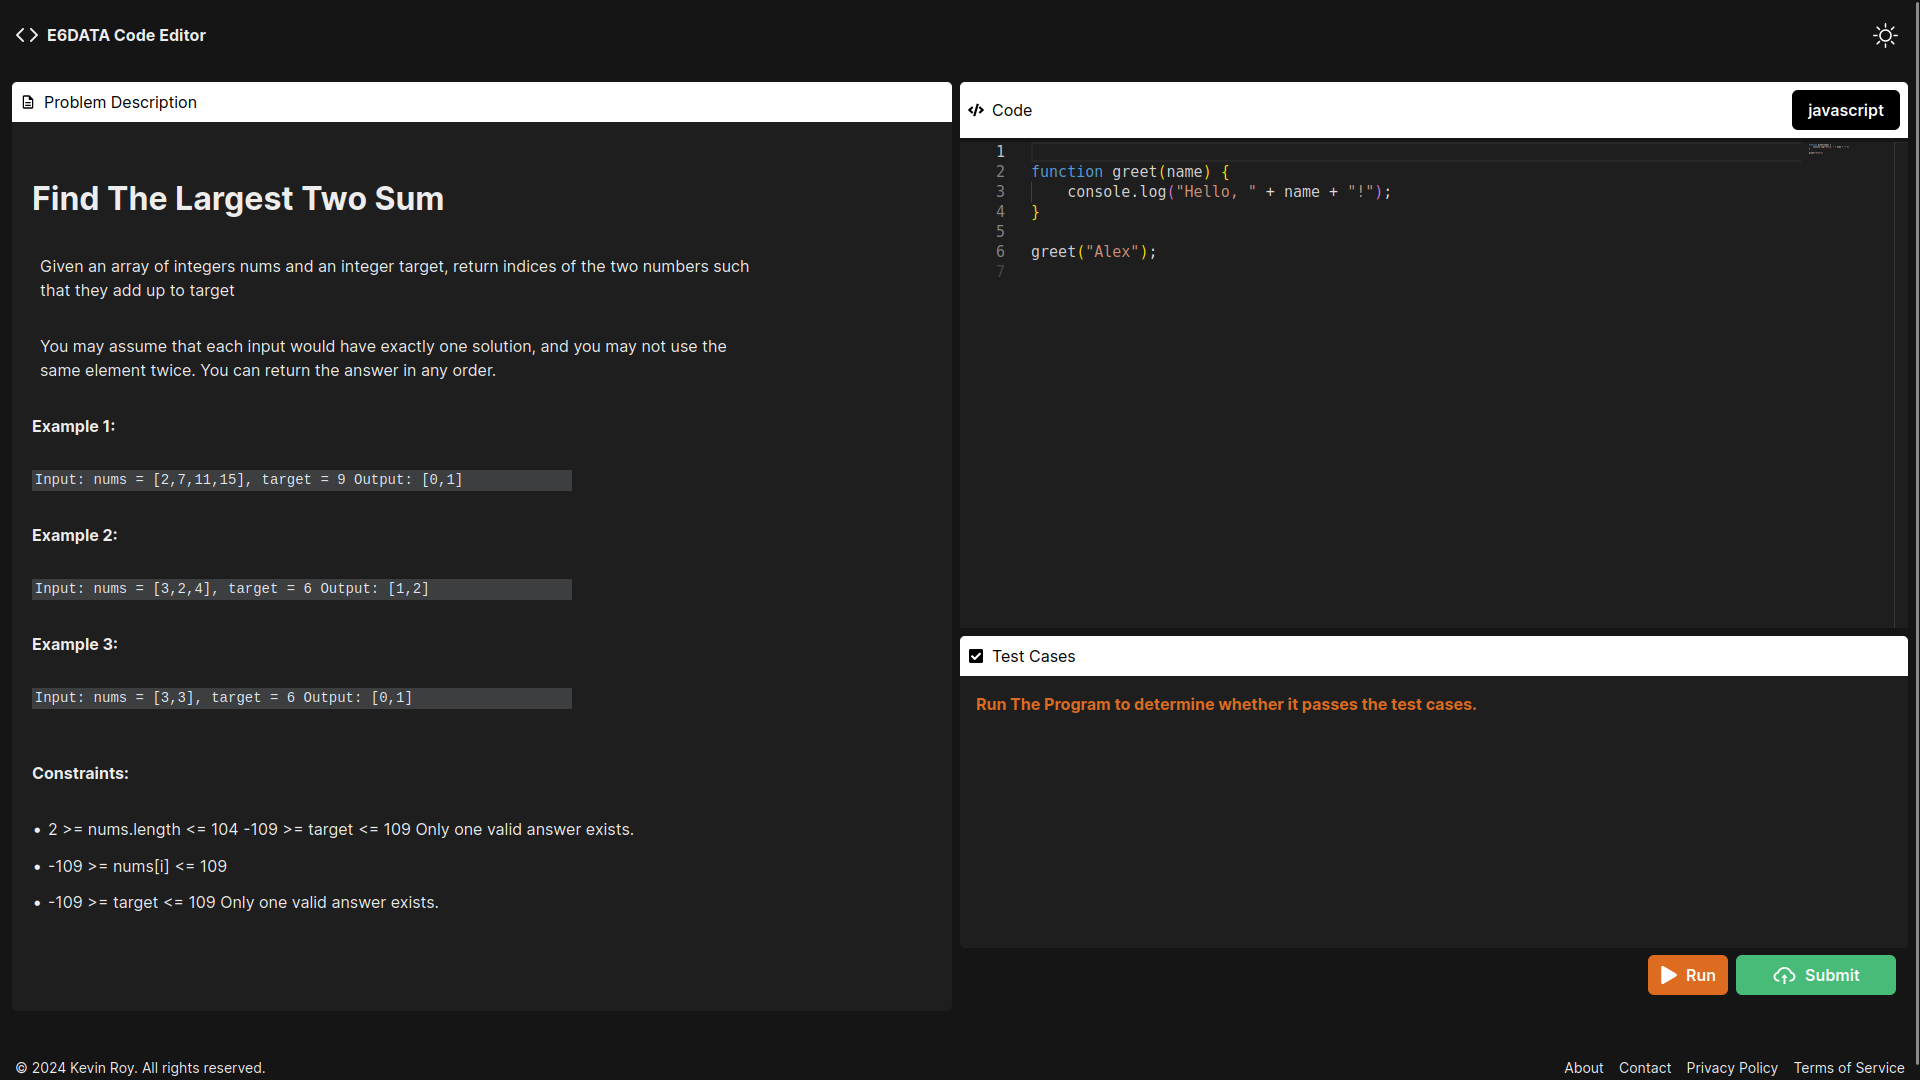 E6DATA Code Editor
Problem Description
Find The Largest Two Sum
Given an array of integers nums and an integer target, return indices of the two numbers such
that they add up to target
You may assume that each input would have exactly one solution, and you may not use the
same element twice. You can return the answer in any order.
Example 1:
Input: nums = [2,7,11,15], target = 9 Output: [0,1]
Example 2:
Input: nums = [3,2,4], target = 6 Output: [1,2]
Example 3:
Input: nums = [3,3], target = 6 Output: [0,1]
Constraints:
• 2 >= nums.length <= 104 -109 >= target <= 109 Only one valid answer exists.
• -109 >= nums[i] <= 109
• -109 >= target <= 109 Only one valid answer exists.
Code
javascript
1
2 function greet(name) {
3     console.log("Hello, " + name + "!");
4 }
5
6 greet("Alex");
7
Test Cases
Run The Program to determine whether it passes the test cases.
Run
Submit
© 2024 Kevin Roy. All rights reserved.
About Contact Privacy Policy Terms of Service